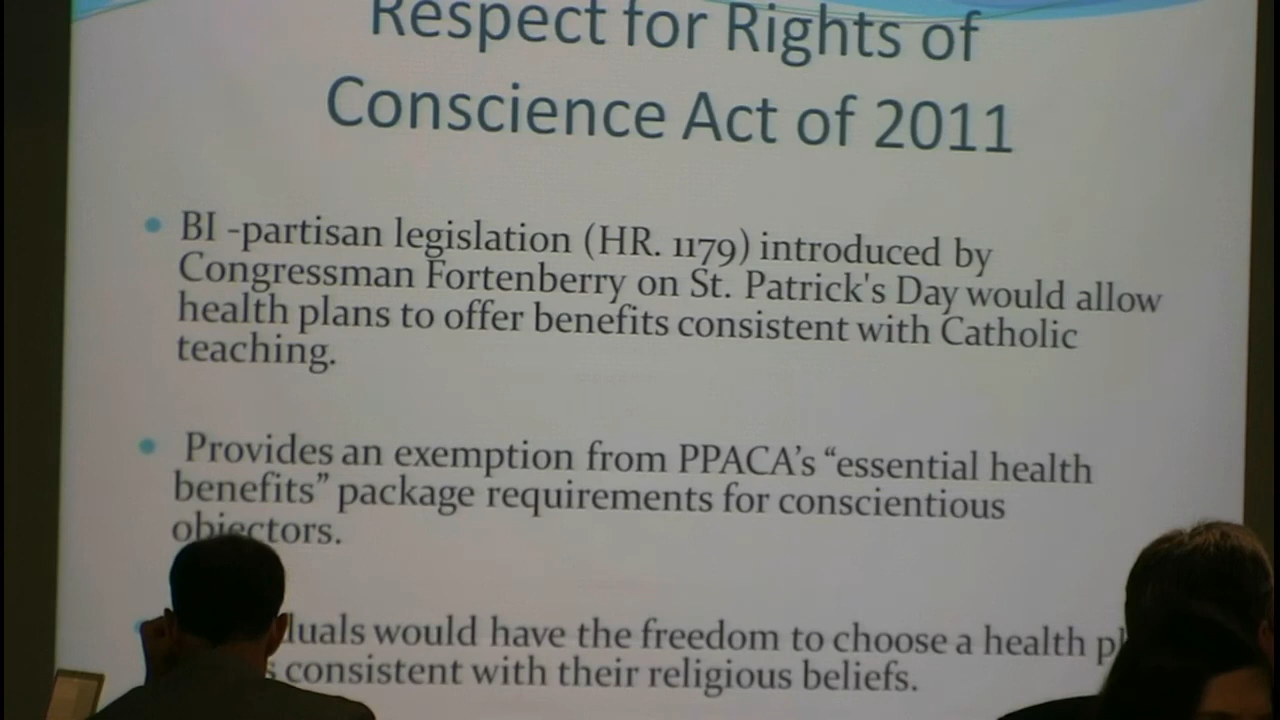 Respect for Rights of
Conscience Act of 2011
BI -partisan legislation (HR. 1179) introduced by
Congressman Fortenberry on St. Patrick's Day would allow
health plans to offer benefits consistent with Catholic
teaching.
Provides an exemption from PPACA's “essential health
benefits” package requirements for conscientious
objectors.
would have the freedom to choose a health
consistent with their religious beliefs.